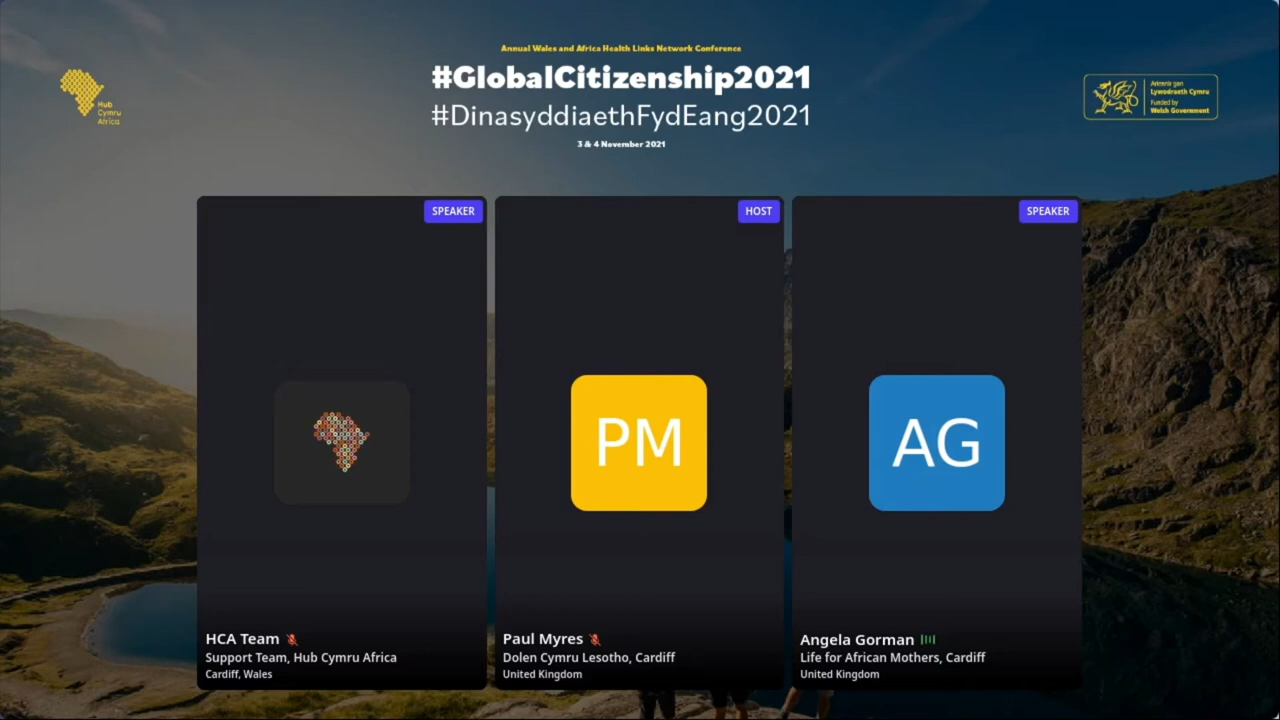 Annual Wales and Africa Health Links Network Conference
#GlobalCitizenship2021
#DinasyddiaethFydEang2021
3 & 4 November 2021
Hub
Cymru
Africa
Ariennir gan
Lywodraeth Cymru
Funded by
Welsh Government
SPEAKER
HCA Team
Support Team, Hub Cymru Africa
Cardiff, Wales
HOST
PM
Paul Myres
Dolen Cymru Lesotho, Cardiff
United Kingdom
SPEAKER
AG
Angela Gorman
Life for African Mothers, Cardiff
United Kingdom